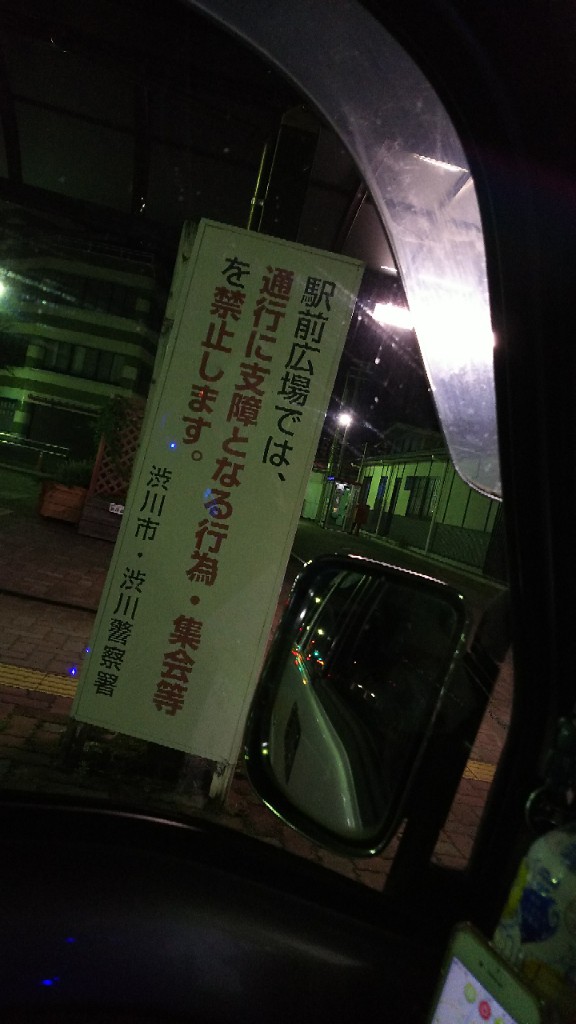 駅前広場では、
通行に支障となる行為・集会等
を禁止します。
渋川市・渋川警察署